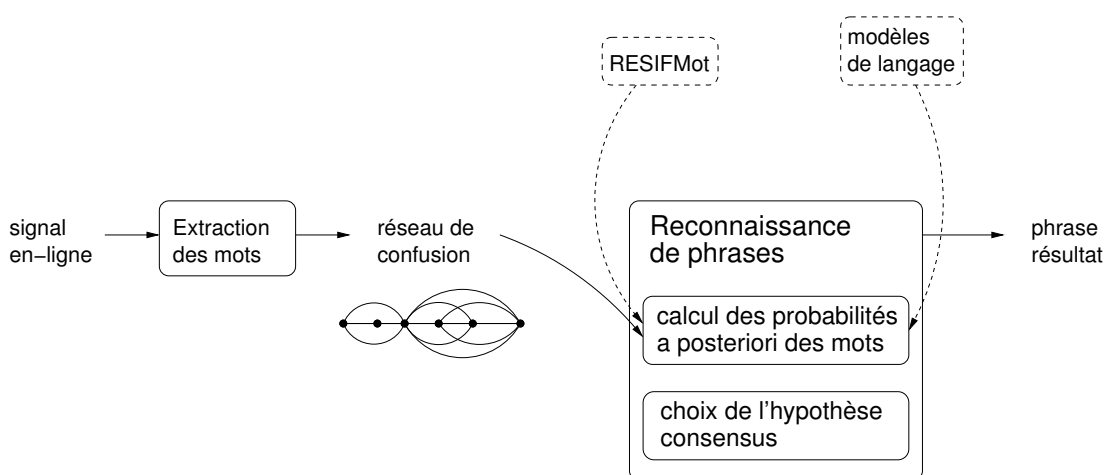 RESIFMot
modèles
de langage
signal
en−ligne
Extraction
des mots
réseau de
confusion
Reconnaissance
de phrases
phrase
résultat
calcul des probabilités
a posteriori des mots
choix de l'hypothèse
consensus